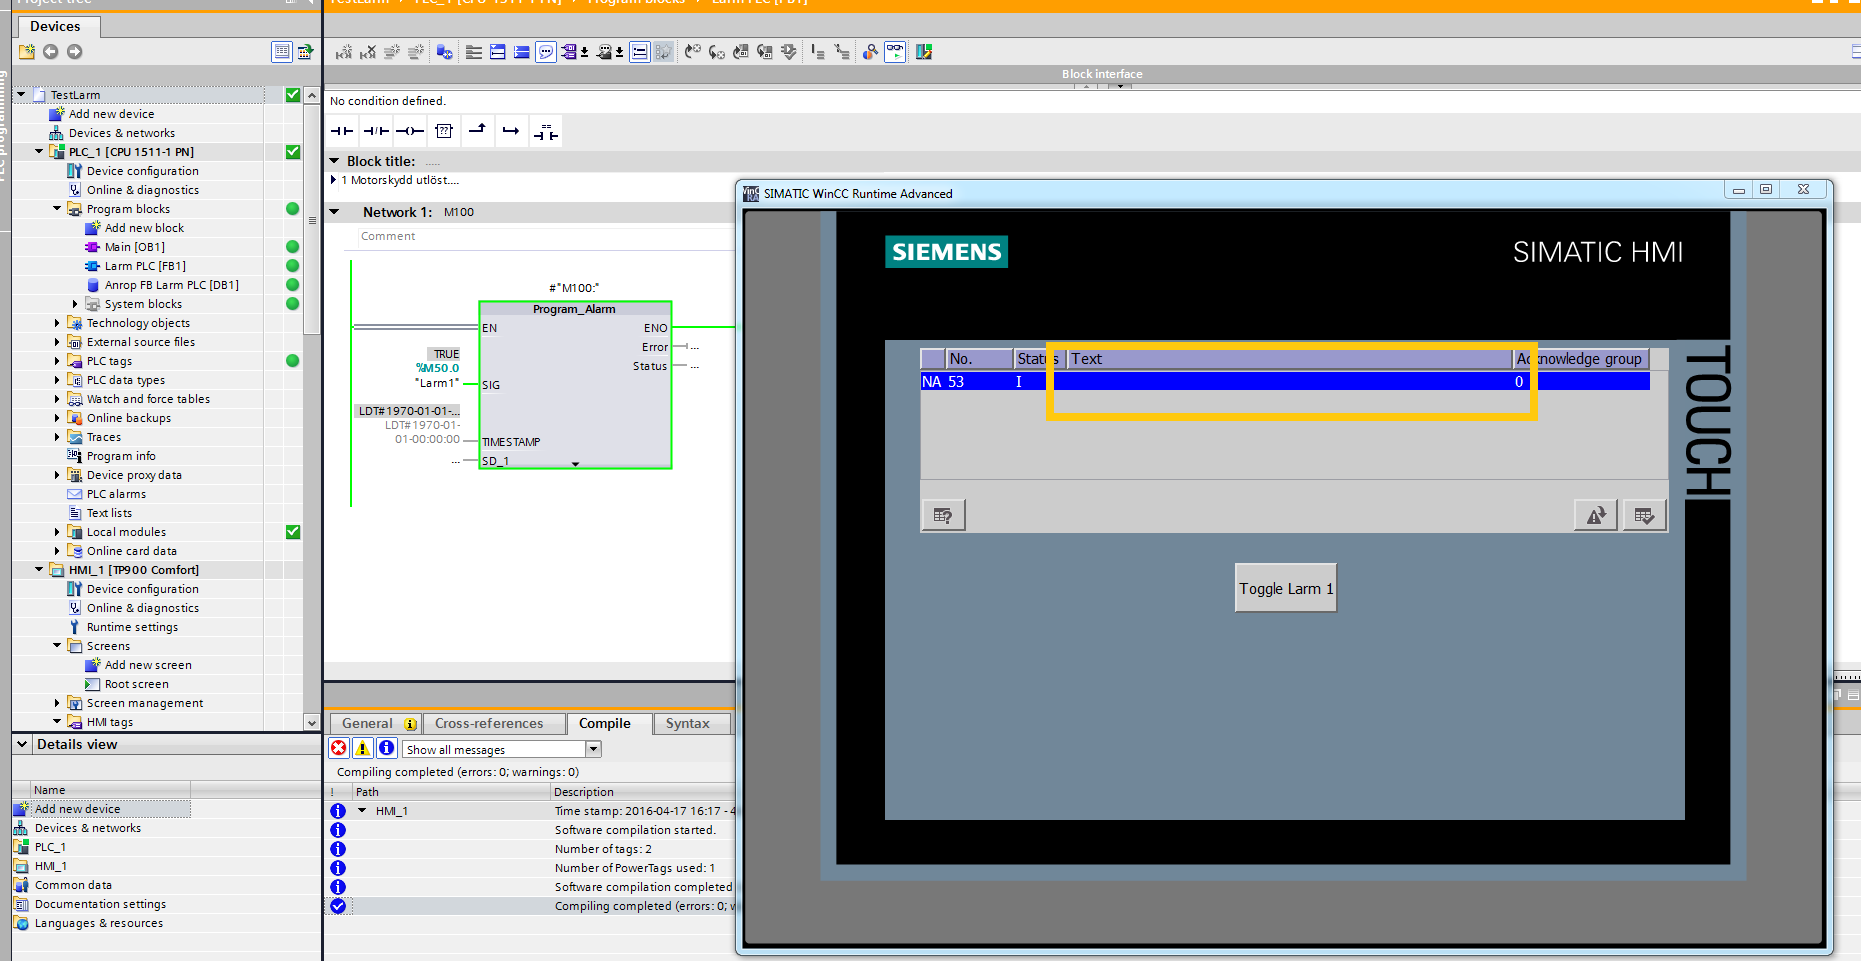 Project tree
TestLarm
PLC_1 [CPU 1511-1 PN]
Program blocks
Larm PLC [FB1]
Devices
PLC programming
Block interface
TestLarm
Add new device
Devices & networks
PLC_1 [CPU 1511-1 PN]
Device configuration
Online & diagnostics
Program blocks
Add new block
Main [OB1]
Larm PLC [FB1]
Anrop FB Larm PLC [DB1]
System blocks
Technology objects
External source files
PLC tags
PLC data types
Watch and force tables
Online backups
Traces
Program info
Device proxy data
PLC alarms
Text lists
Local modules
Online card data
HMI_1 [TP900 Comfort]
Device configuration
Online & diagnostics
Runtime settings
Screens
Add new screen
Root screen
Screen management
HMI tags
Details view
Name
Add new device
Devices & networks
PLC_1
HMI_1
Common data
Documentation settings
Languages & resources
No condition defined.
??
Block title: .....
1 Motorskydd utlöst....
Network 1: M100
Comment
#"M100:"
Program_Alarm
EN
ENO
Error ...
Status ...
TRUE
%M50.0
"Larm1"
SIG
LDT#1970-01-01-...
LDT#1970-01-
01-00:00:00
TIMESTAMP
... SD_1
General
Cross-references
Compile
Syntax
Show all messages
Compiling completed (errors: 0; warnings: 0)
! Path Description
HMI_1 Time stamp: 2016-04-17 16:17 - 4
Software compilation started.
Number of tags: 2
Number of PowerTags used: 1
Software compilation completed
Compiling completed (errors: 0; w
SIMATIC WinCC Runtime Advanced
SIEMENS
SIMATIC HMI
TOUCH
No. Status Text Acknowledge group
NA 53 I 0
Toggle Larm 1